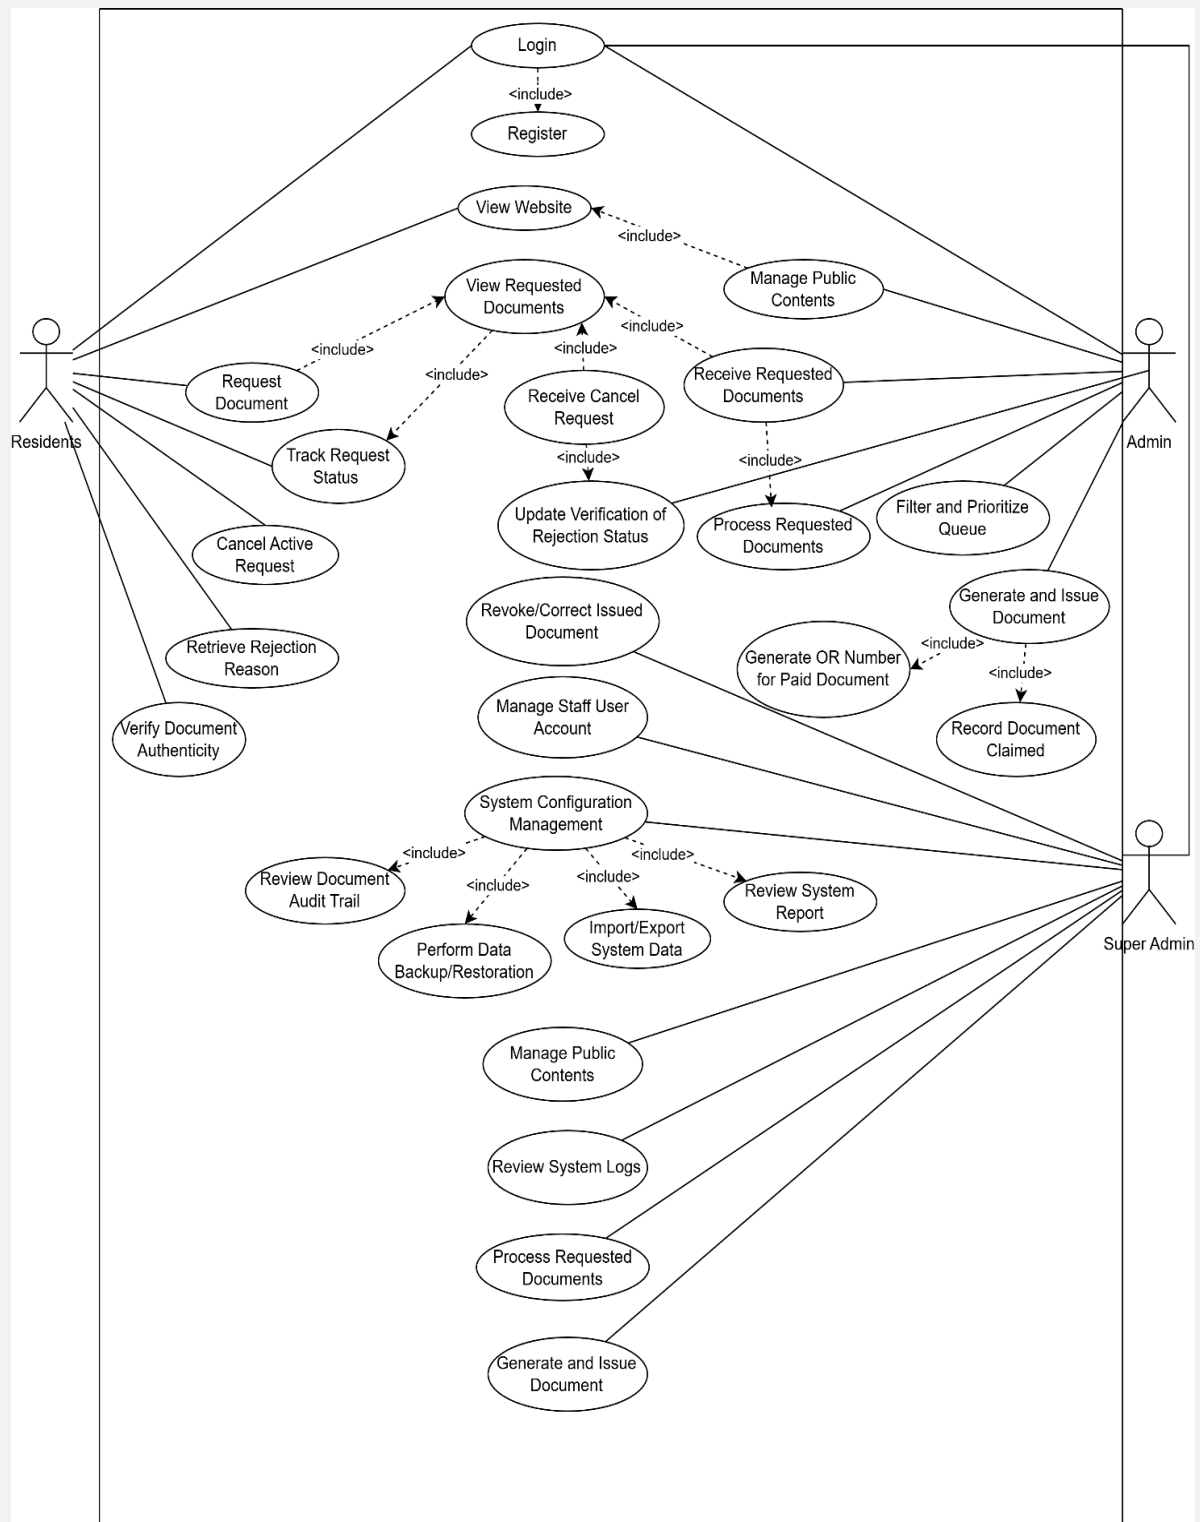 Login
<include>
Register
View Website
<include>
Manage Public
Contents
View Requested
Documents
<include>
<include>
<include>
<include>
Request
Document
Receive Cancel
Request
Receive Requested
Documents
Residents
Admin
Track Request
Status
<include>
<include>
Update Verification of
Rejection Status
Process Requested
Documents
Filter and Prioritize
Queue
Cancel Active
Request
Revoke/Correct Issued
Document
Generate and Issue
Document
Retrieve Rejection
Reason
Generate OR Number
for Paid Document
<include>
<include>
Manage Staff User
Account
Verify Document
Authenticity
Record Document
Claimed
System Configuration
Management
<include>
<include>
<include>
<include>
Review Document
Audit Trail
Review System
Report
Perform Data
Backup/Restoration
Import/Export
System Data
Super Admin
Manage Public
Contents
Review System Logs
Process Requested
Documents
Generate and Issue
Document